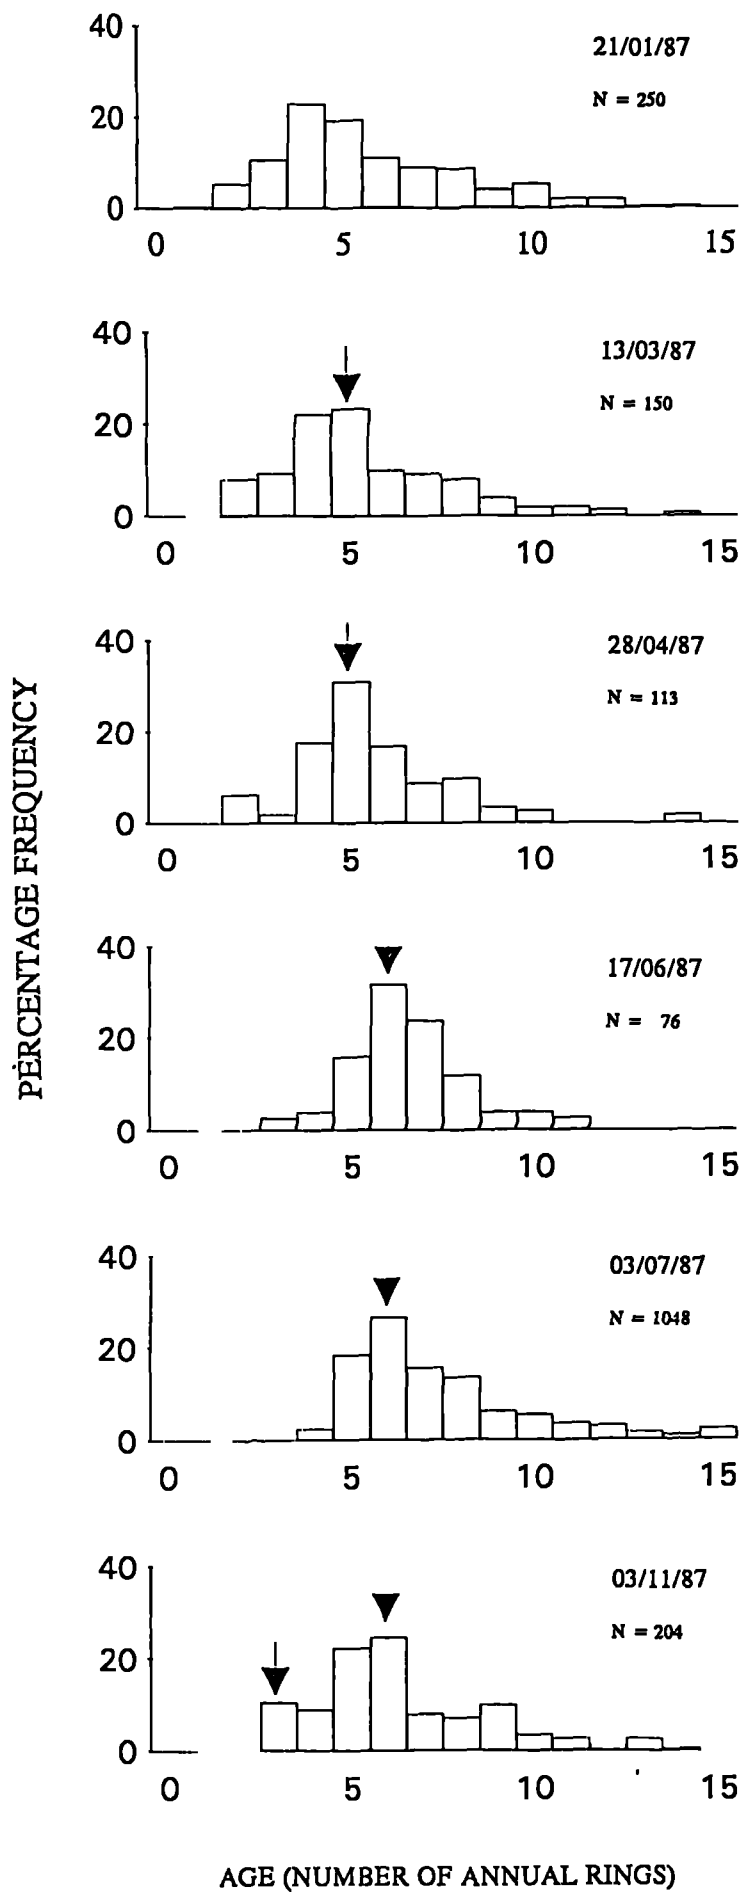 40
20
0
21/01/87
N = 250
0 5 10 15
40
20
0
13/03/87
N = 150
0 5 10 15
40
20
0
28/04/87
N = 113
0 5 10 15
40
20
0
17/06/87
N = 76
0 5 10 15
40
20
0
03/07/87
N = 1048
0 5 10 15
40
20
0
03/11/87
N = 204
0 5 10 15
PERCENTAGE FREQUENCY
AGE (NUMBER OF ANNUAL RINGS)